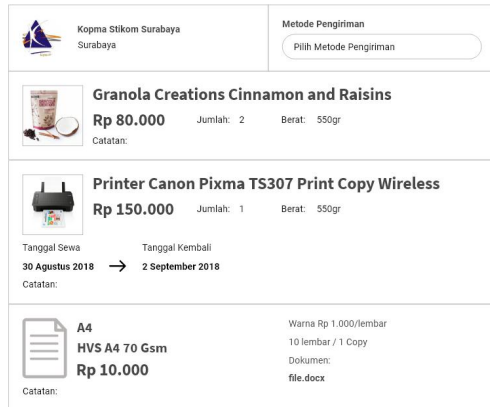 Kopma Stikom Surabaya
Surabaya
Metode Pengiriman
Pilih Metode Pengiriman
Granola Creations Cinnamon and Raisins
Rp 80.000 Jumlah: 2 Berat: 550gr
Catatan:
Printer Canon Pixma TS307 Print Copy Wireless
Rp 150.000 Jumlah: 1 Berat: 550gr
Tanggal Sewa Tanggal Kembali
30 Agustus 2018 → 2 September 2018
Catatan:
A4
HVS A4 70 Gsm
Rp 10.000
Warna Rp 1.000/lembar
10 lembar / 1 Copy
Dokumen:
file.docx
Catatan: